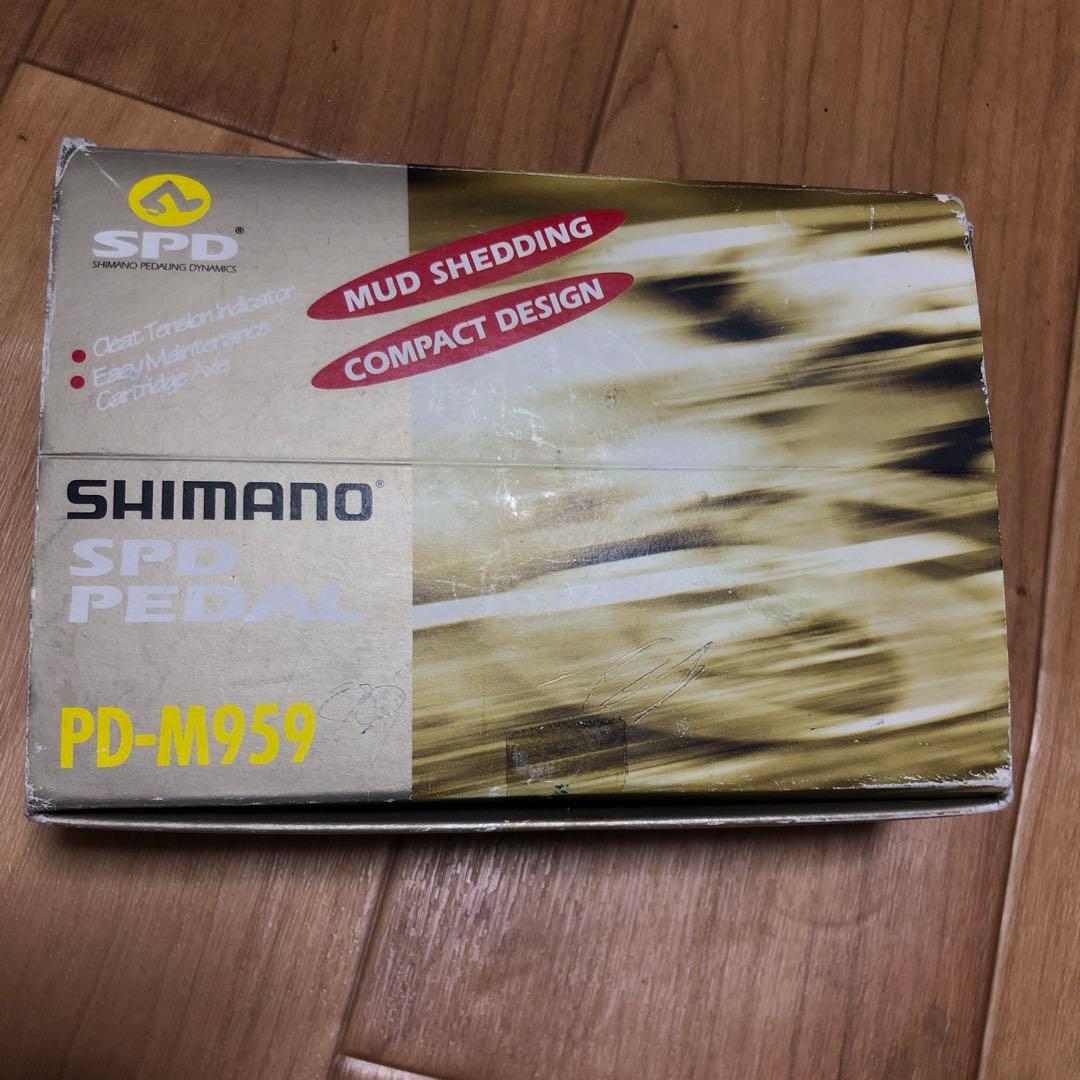 SPD®
SHIMANO PEDALING DYNAMICS
MUD SHEDDING
COMPACT DESIGN
Cleat Tension Indicator
Easy Maintenance
Cartridge Axle
SHIMANO®
SPD
PEDAL
PD-M959